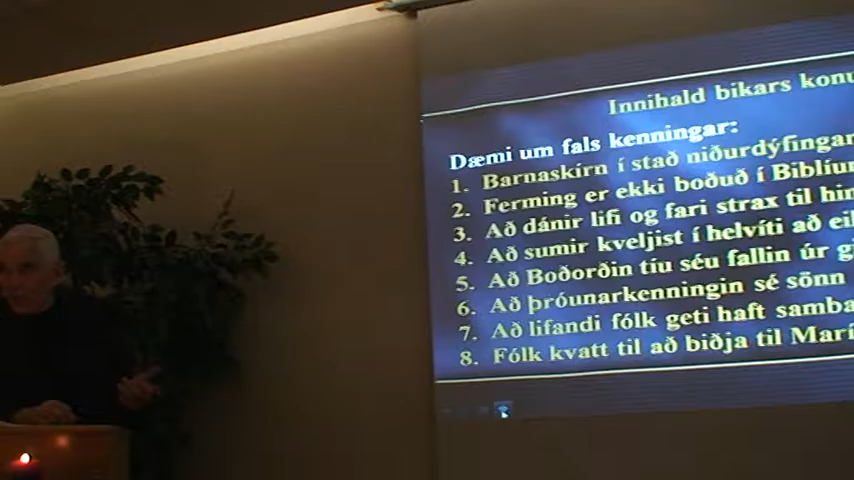 Innihald bikars konu
Dæmi um fals kenningar:
1. Barnaskírn í stað niðurdýfingar
2. Ferming er ekki boðuð í Biblíun
3. Að dánir lifi og fari strax til him
4. Að sumir kveljist í helvíti að eil
5. Að Boðorðin tíu séu fallin úr gi
6. Að þróunarkenningin sé sönn
7. Að lifandi fólk geti haft samba
8. Fólk kvatt til að biðja til Marí